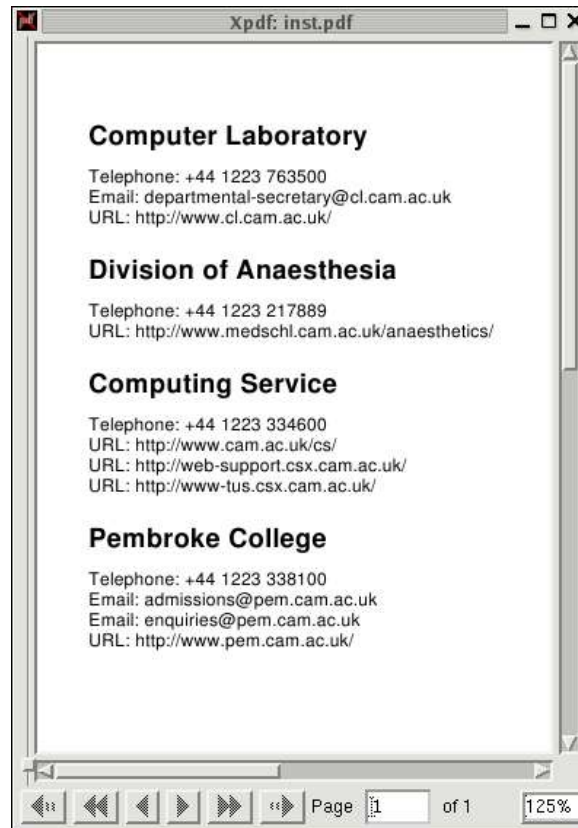 Xpdf: inst.pdf
Computer Laboratory
Telephone: +44 1223 763500
Email: departmental-secretary@cl.cam.ac.uk
URL: http://www.cl.cam.ac.uk/
Division of Anaesthesia
Telephone: +44 1223 217889
URL: http://www.medschl.cam.ac.uk/anaesthetics/
Computing Service
Telephone: +44 1223 334600
URL: http://www.cam.ac.uk/cs/
URL: http://web-support.csx.cam.ac.uk/
URL: http://www-tus.csx.cam.ac.uk/
Pembroke College
Telephone: +44 1223 338100
Email: admissions@pem.cam.ac.uk
Email: enquiries@pem.cam.ac.uk
URL: http://www.pem.cam.ac.uk/
Page 1 of 1 125%